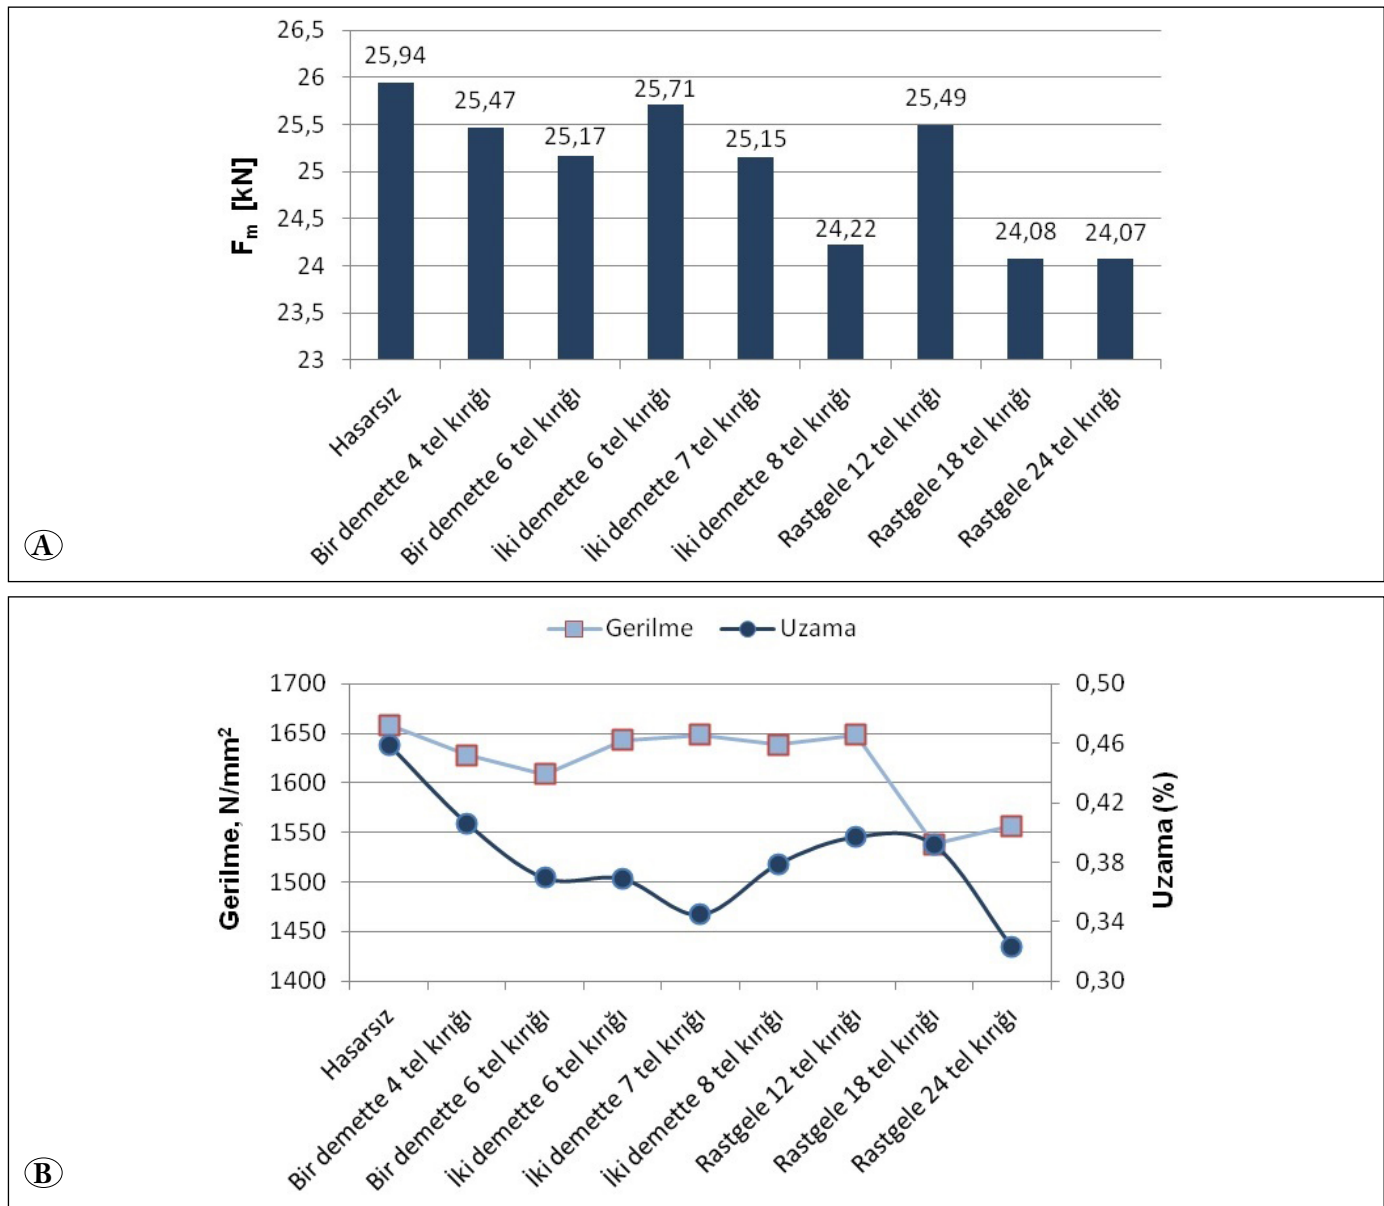 26,5
26
25,5
25
24,5
24
23,5
23
Fm [kN]
25,94
25,47
25,17
25,71
25,15
24,22
25,49
24,08
24,07
Hasarsız
Bir demette 4 tel kırığı
Bir demette 6 tel kırığı
İki demette 6 tel kırığı
İki demette 7 tel kırığı
İki demette 8 tel kırığı
Rastgele 12 tel kırığı
Rastgele 18 tel kırığı
Rastgele 24 tel kırığı
A
Gerilme
Uzama
1700
1650
1600
1550
1500
1450
1400
Gerilme, N/mm²
0,50
0,46
0,42
0,38
0,34
0,30
Uzama (%)
Hasarsız
Bir demette 4 tel kırığı
Bir demette 6 tel kırığı
İki demette 6 tel kırığı
İki demette 7 tel kırığı
İki demette 8 tel kırığı
Rastgele 12 tel kırığı
Rastgele 18 tel kırığı
Rastgele 24 tel kırığı
B